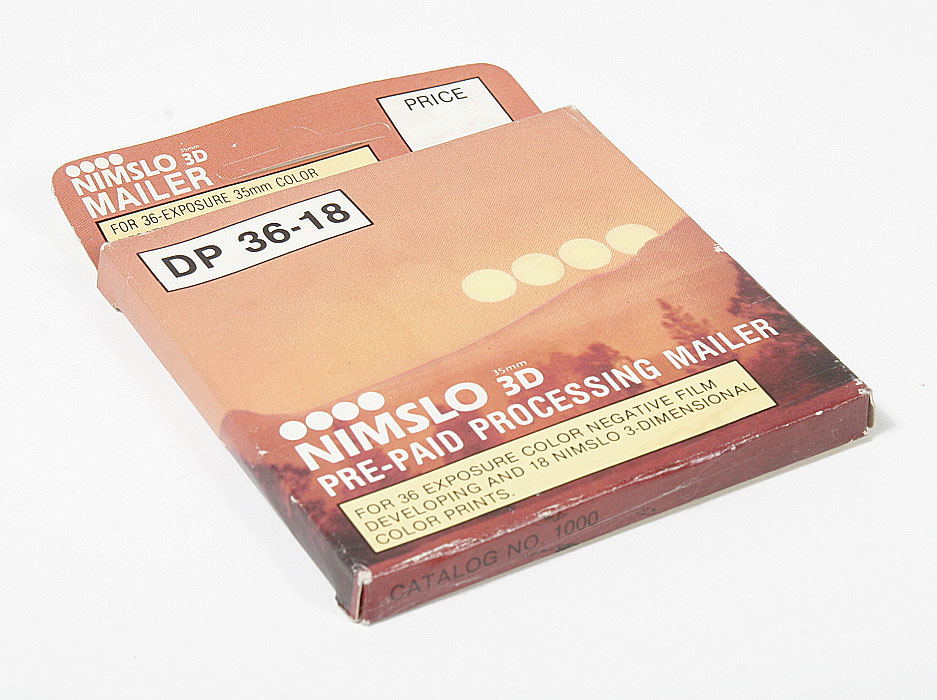 PRICE
35mm
NIMSLO 3D
MAILER
FOR 36-EXPOSURE 35mm COLOR
DP 36-18
35mm
NIMSLO 3D
PRE-PAID PROCESSING MAILER
FOR 36 EXPOSURE COLOR NEGATIVE FILM
DEVELOPING AND 18 NIMSLO 3-DIMENSIONAL
COLOR PRINTS.
CATALOG NO. 1000